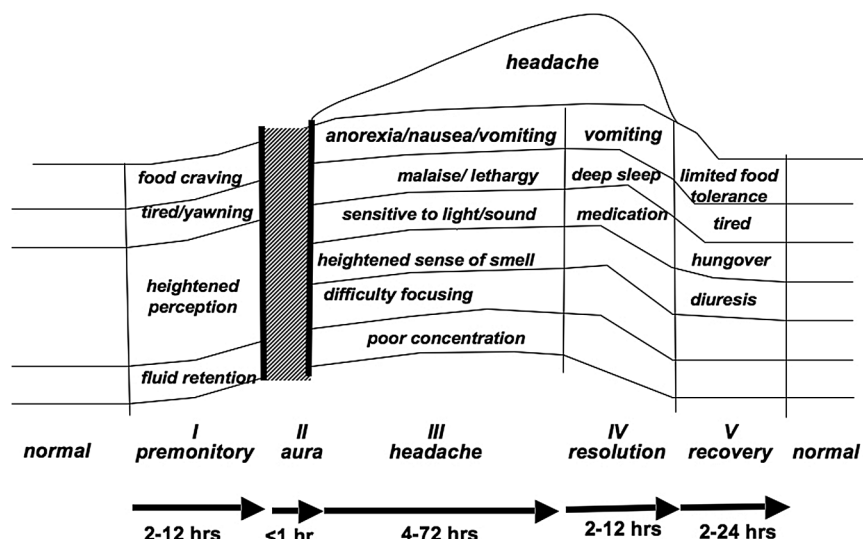 headache
anorexia/nausea/vomiting
vomiting
food craving
malaise/ lethargy
deep sleep
limited food
tolerance
tired/yawning
sensitive to light/sound
medication
tired
heightened
perception
heightened sense of smell
hungover
difficulty focusing
diuresis
poor concentration
fluid retention
normal
I
premonitory
II
aura
III
headache
IV
resolution
V
recovery
normal
2-12 hrs
≤1 hr
4-72 hrs
2-12 hrs
2-24 hrs